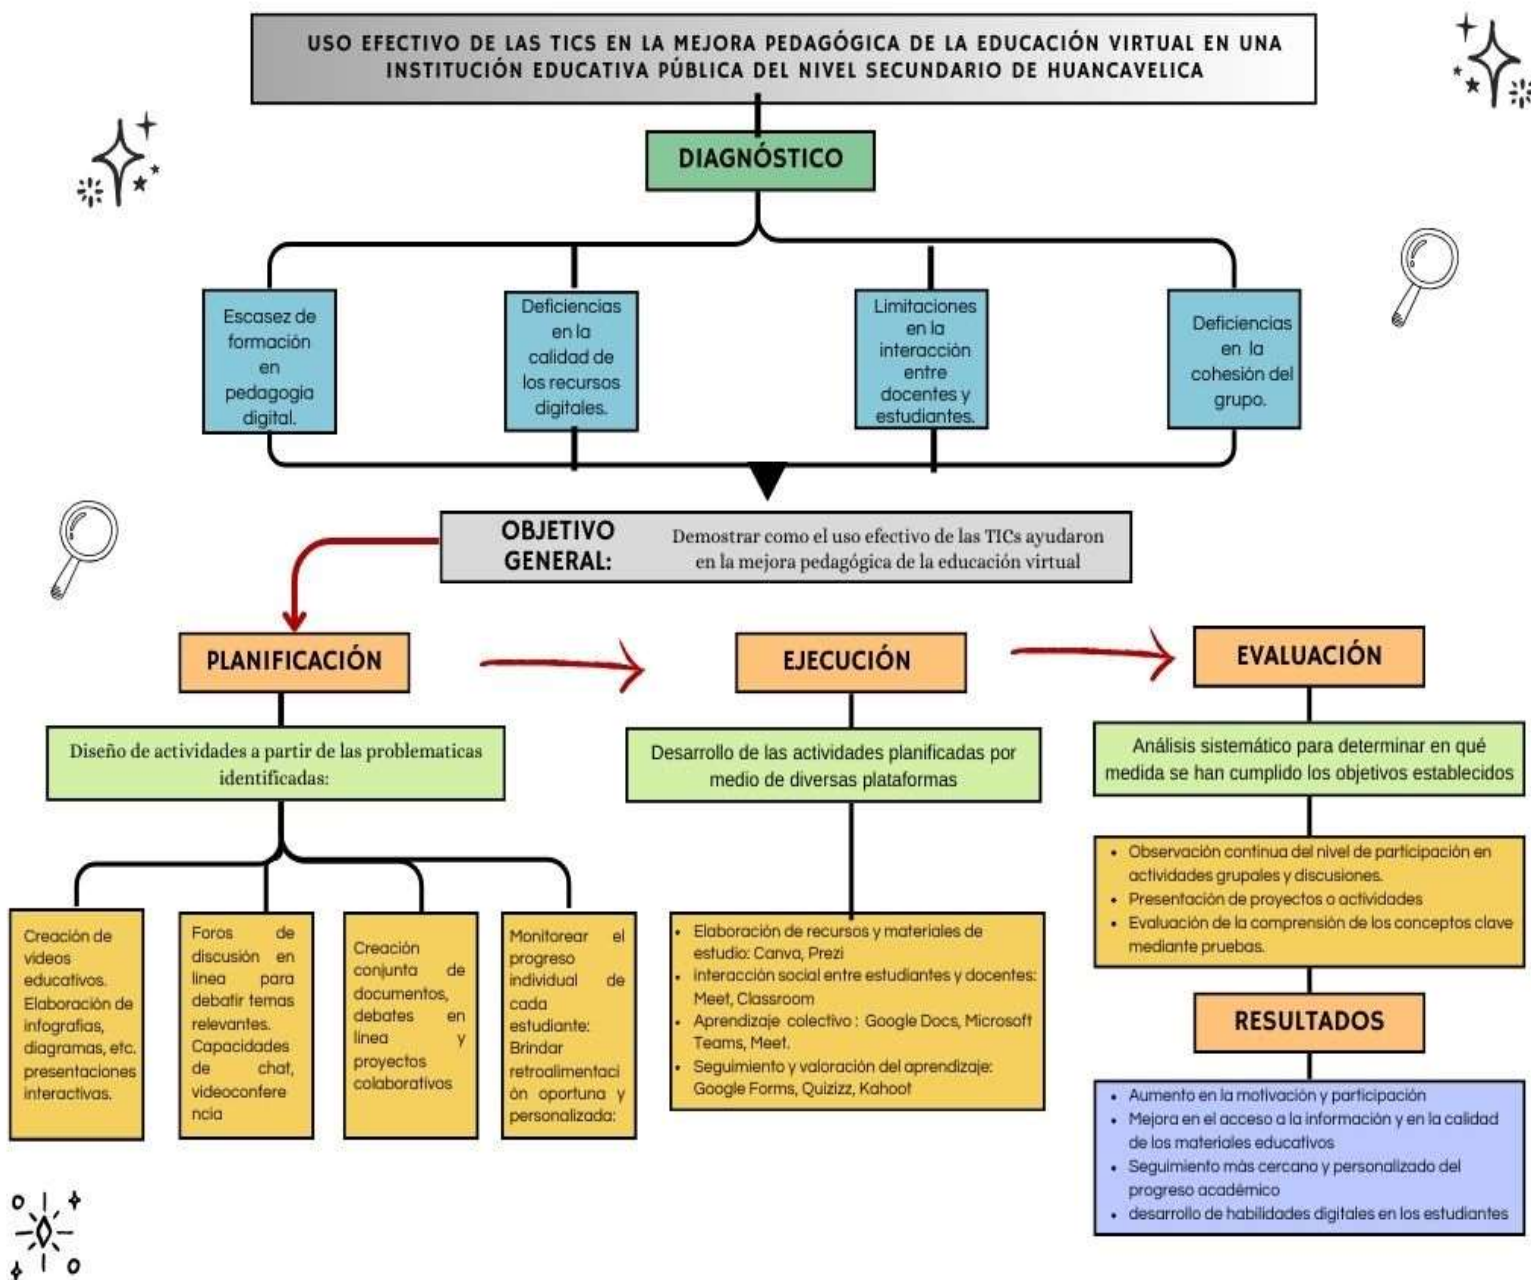 USO EFECTIVO DE LAS TICS EN LA MEJORA PEDAGÓGICA DE LA EDUCACIÓN VIRTUAL EN UNA
INSTITUCIÓN EDUCATIVA PÚBLICA DEL NIVEL SECUNDARIO DE HUANCAVELICA
DIAGNÓSTICO
Escasez de
formación
en
pedagogía
digital.
Deficiencias
en la
calidad de
los recursos
digitales.
Limitaciones
en la
interacción
entre
docentes y
estudiantes.
Deficiencias
en la
cohesión del
grupo.
OBJETIVO
GENERAL:
Demostrar como el uso efectivo de las TICs ayudaron
en la mejora pedagógica de la educación virtual
PLANIFICACIÓN
Diseño de actividades a partir de las problematicas
identificadas:
Creación de
videos
educativos.
Elaboración de
infografías,
diagramas, etc.
presentaciones
interactivas.
Foros de
discusión en
línea para
debatir temas
relevantes.
Capacidades
de chat,
videoconfere
ncia
Creación
conjunta de
documentos,
debates en
línea y
proyectos
colaborativos
Monitorear el
progreso
individual de
cada
estudiante:
Brindar
retroalimentaci
ón oportuna y
personalizada:
EJECUCIÓN
Desarrollo de las actividades planificadas por
medio de diversas plataformas
• Elaboración de recursos y materiales de
estudio: Canva, Prezi
• interacción social entre estudiantes y docentes:
Meet, Classroom
• Aprendizaje colectivo : Google Docs, Microsoft
Teams, Meet.
• Seguimiento y valoración del aprendizaje:
Google Forms, Quizizz, Kahoot
EVALUACIÓN
Análisis sistemático para determinar en qué
medida se han cumplido los objetivos establecidos
• Observación continua del nivel de participación en
actividades grupales y discusiones.
• Presentación de proyectos o actividades
• Evaluación de la comprensión de los conceptos clave
mediante pruebas.
RESULTADOS
• Aumento en la motivación y participación
• Mejora en el acceso a la información y en la calidad
de los materiales educativos
• Seguimiento más cercano y personalizado del
progreso académico
• desarrollo de habilidades digitales en los estudiantes